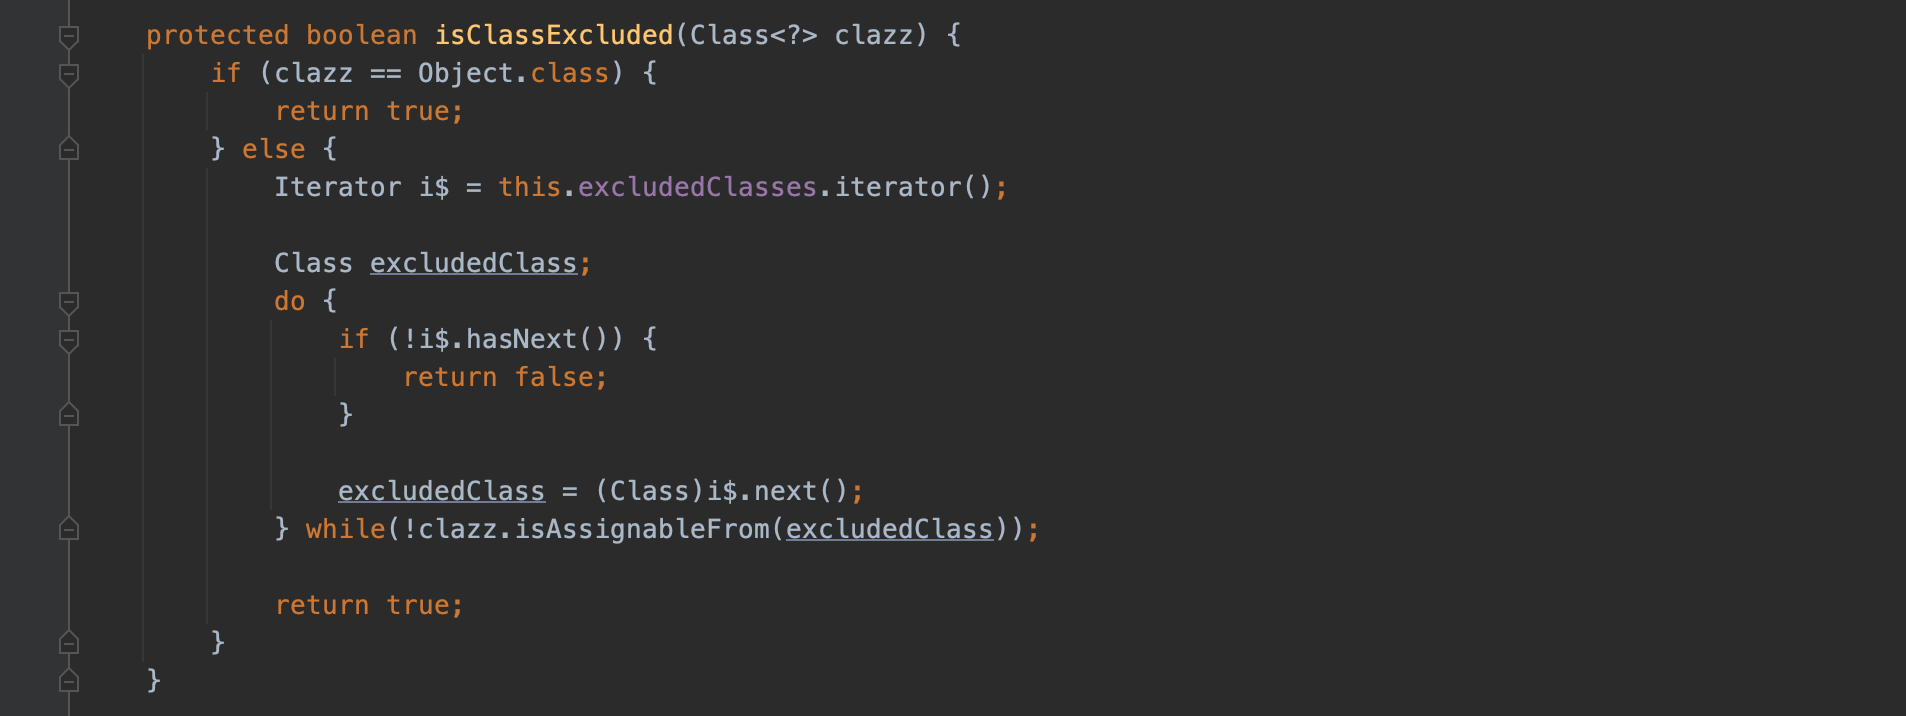 protected boolean isClassExcluded(Class<?> clazz) {
    if (clazz == Object.class) {
        return true;
    } else {
        Iterator i$ = this.excludedClasses.iterator();

        Class excludedClass;
        do {
            if (!i$.hasNext()) {
                return false;
            }

            excludedClass = (Class)i$.next();
        } while(!clazz.isAssignableFrom(excludedClass));

        return true;
    }
}